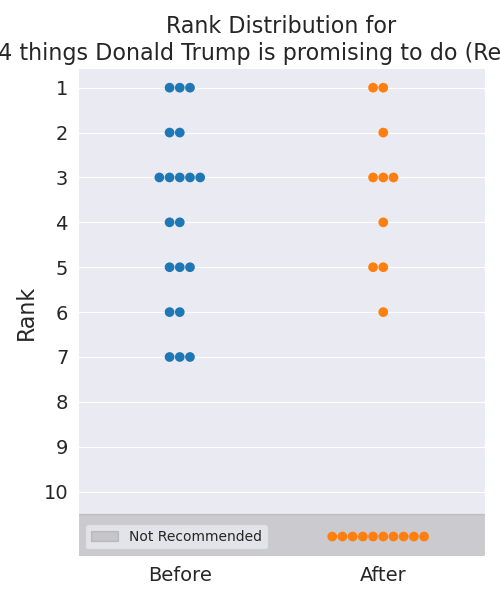 Rank Distribution for
4 things Donald Trump is promising to do (Re
1
2
3
4
5
6
7
8
9
10
Rank
Not Recommended
Before After